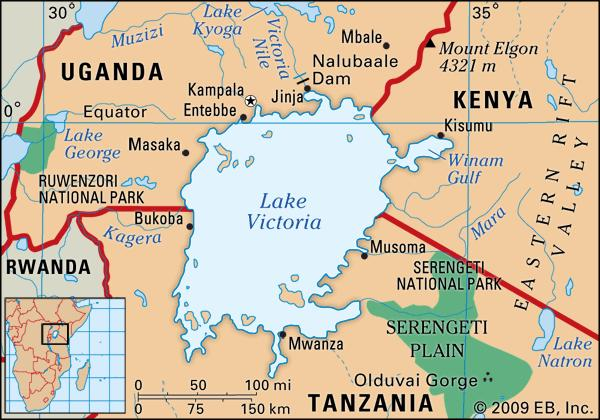 30°
35°
Lake
Kyoga
Muzizi
Victoria
Nile
Mbale
Mount Elgon
4321 m
Nalubaale
Dam
UGANDA
Kampala
Jinja
Entebbe
KENYA
0°
Equator
Kisumu
Lake
George
Masaka
Winam
Gulf
EASTERN RIFT
VALLEY
RUWENZORI
NATIONAL PARK
Lake
Victoria
Bukoba
Kagera
Mara
Musoma
RWANDA
SERENGETI
NATIONAL PARK
SERENGETI
PLAIN
Mwanza
Lake
Natron
Olduvai Gorge
0 50 100 mi
0 75 150 km
TANZANIA
© 2009 EB, Inc.